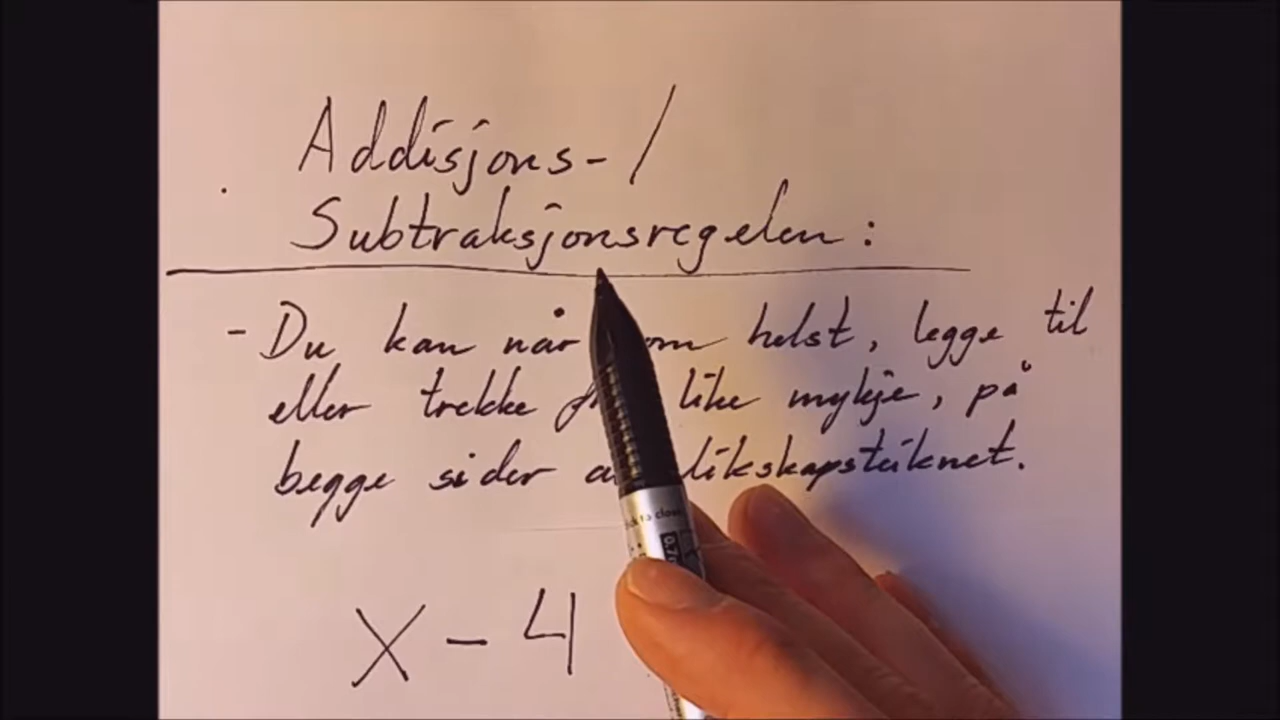 Addisjons-/
Subtraksjonsregelen:
- Du kan når helst, legge til
eller trekke like mykje, på
begge sider likskapsteiknet.
x - 4